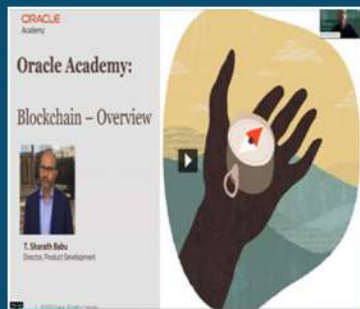 ORACLE
Academy
Oracle Academy:
Blockchain – Overview
T. Sharath Babu
Director, Product Development